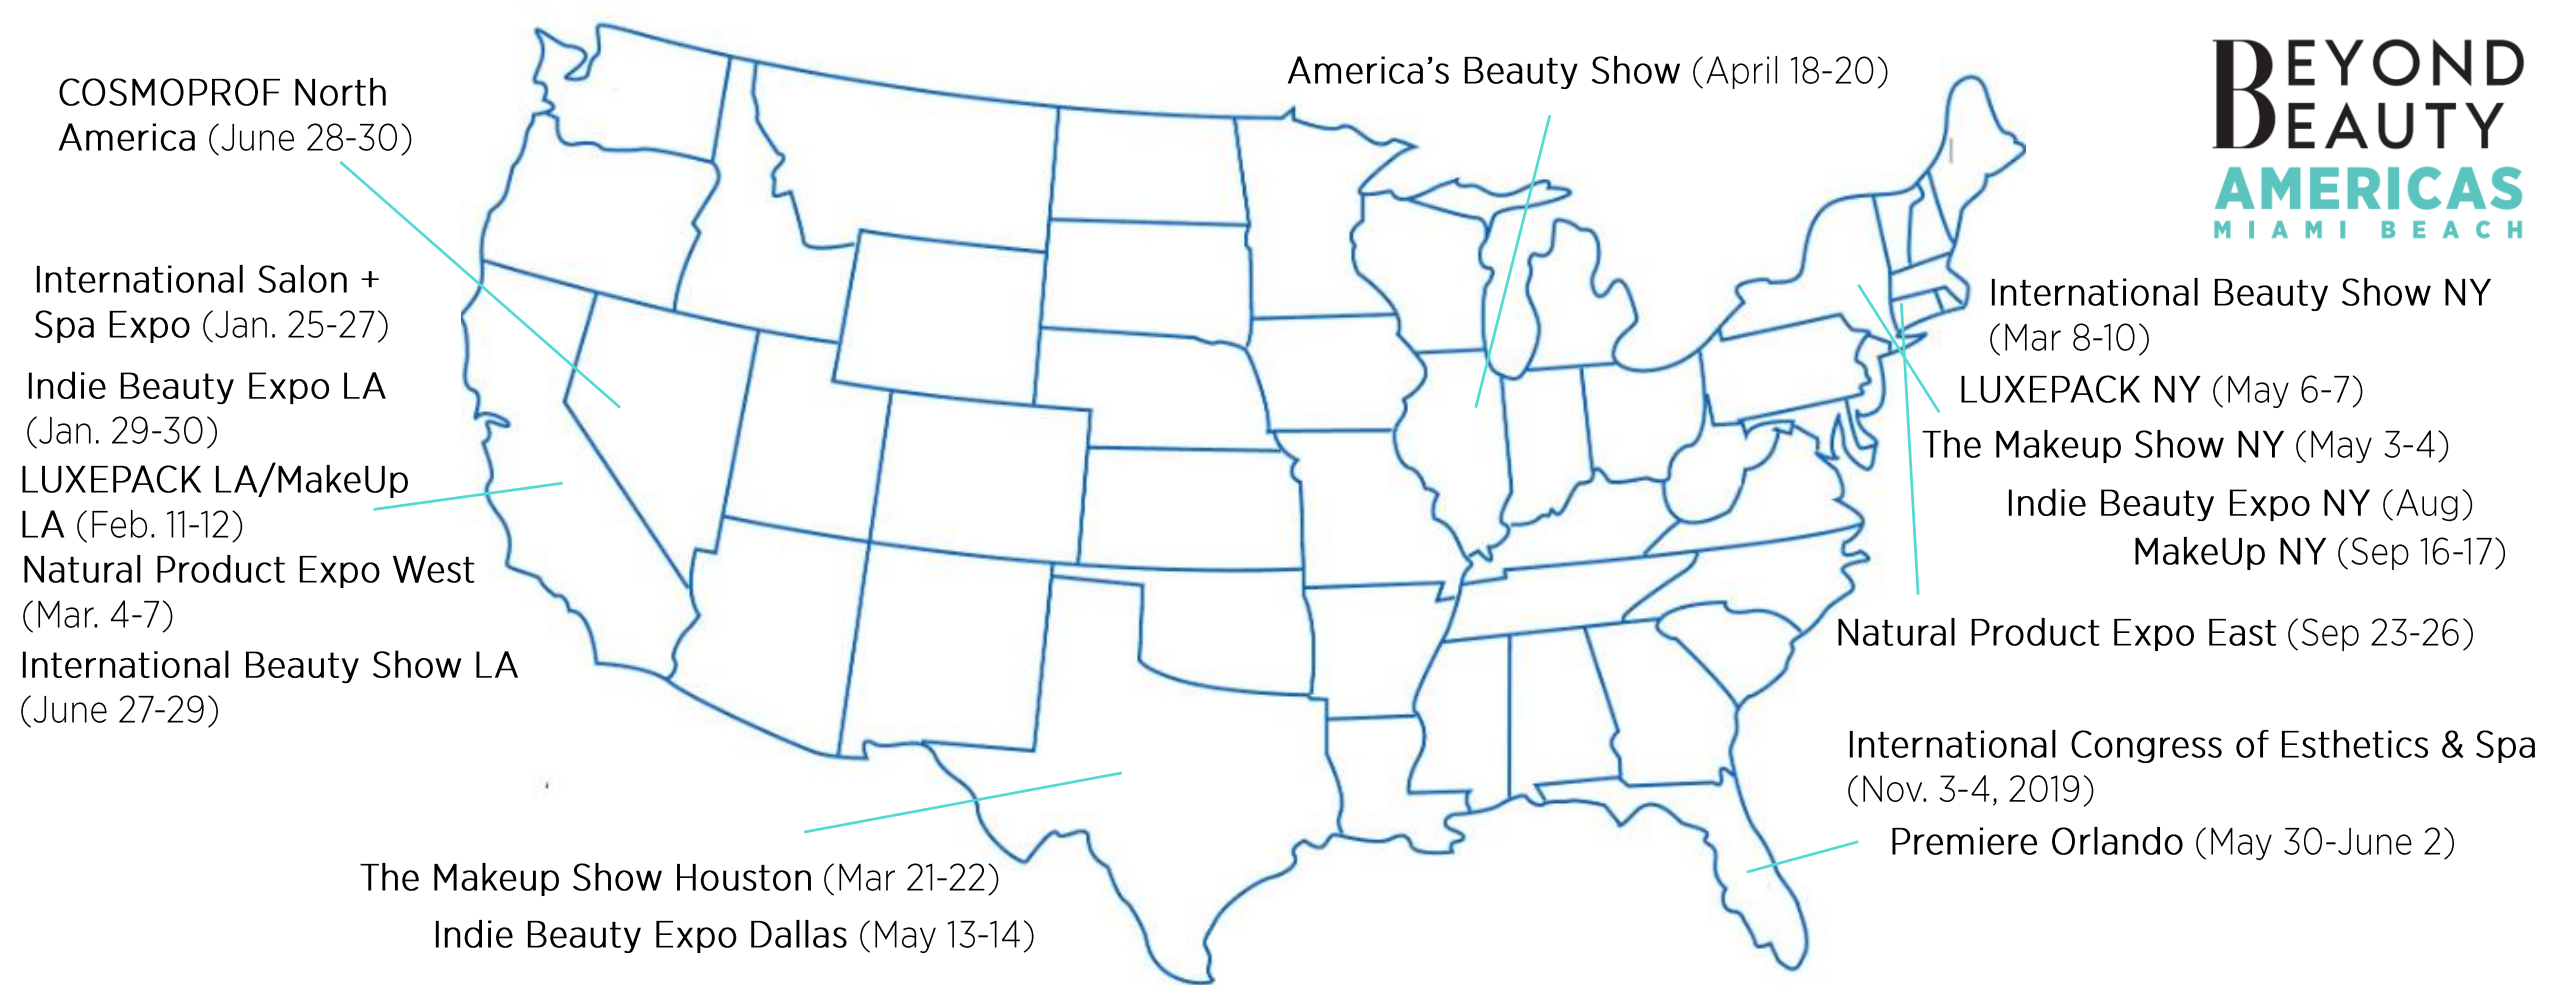 COSMOPROF North
America (June 28-30)
International Salon +
Spa Expo (Jan. 25-27)
Indie Beauty Expo LA
(Jan. 29-30)
LUXEPACK LA/MakeUp
LA (Feb. 11-12)
Natural Product Expo West
(Mar. 4-7)
International Beauty Show LA
(June 27-29)
The Makeup Show Houston (Mar 21-22)
Indie Beauty Expo Dallas (May 13-14)
America's Beauty Show (April 18-20)
BEYOND
BEAUTY
AMERICAS
MIAMI BEACH
International Beauty Show NY
(Mar 8-10)
LUXEPACK NY (May 6-7)
The Makeup Show NY (May 3-4)
Indie Beauty Expo NY (Aug)
MakeUp NY (Sep 16-17)
Natural Product Expo East (Sep 23-26)
International Congress of Esthetics & Spa
(Nov. 3-4, 2019)
Premiere Orlando (May 30-June 2)